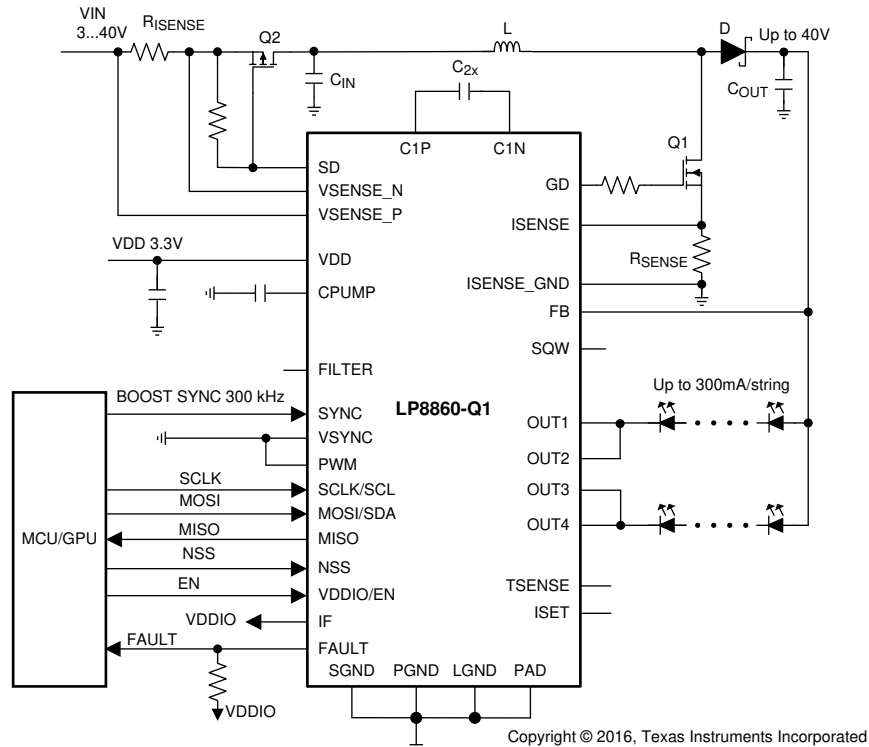 VIN
3...40V
RISENSE
Q2
L
D
Up to 40V
CIN
C2x
COUT
C1P
C1N
Q1
SD
VSENSE_N
VSENSE_P
GD
ISENSE
RSENSE
VDD 3.3V
VDD
CPUMP
ISENSE_GND
FB
SQW
FILTER
LP8860-Q1
Up to 300mA/string
BOOST SYNC 300 kHz
SYNC
VSYNC
PWM
OUT1
OUT2
OUT3
OUT4
MCU/GPU
SCLK
SCLK/SCL
MOSI
MOSI/SDA
MISO
MISO
NSS
NSS
EN
VDDIO/EN
VDDIO
IF
FAULT
FAULT
VDDIO
TSENSE
ISET
SGND
PGND
LGND
PAD
Copyright © 2016, Texas Instruments Incorporated